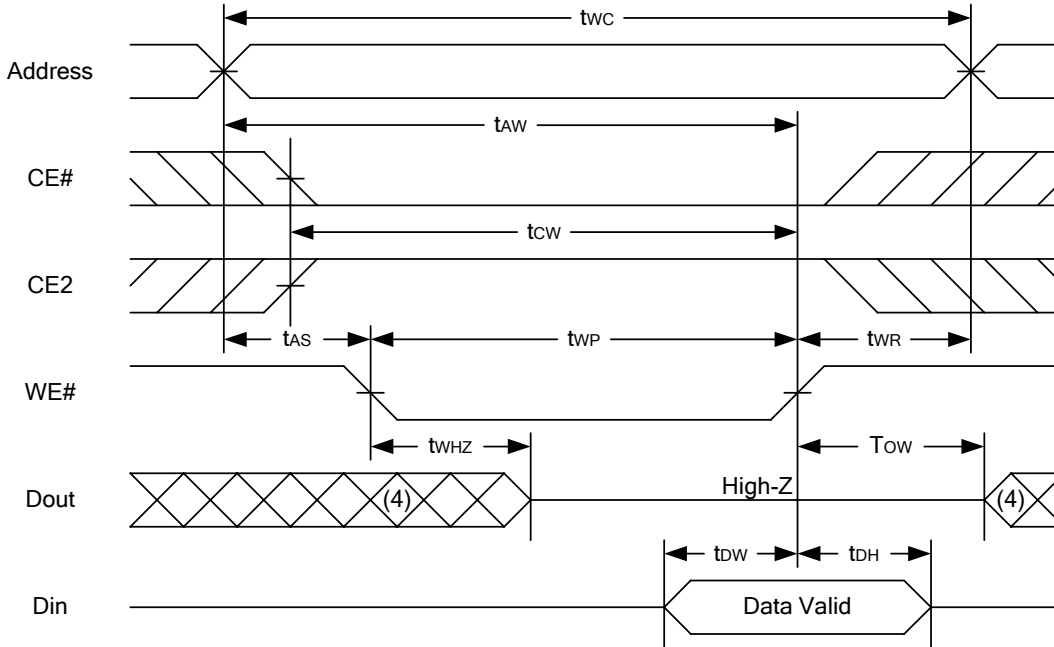 tWC
Address
tAW
CE#
tCW
CE2
tAS tWP tWR
WE#
tWHZ TOW
Dout (4) High-Z (4)
tDW tDH
Din Data Valid